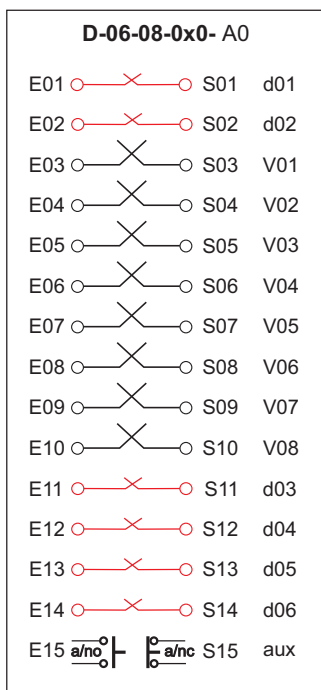 D-06-08-0x0- A0
E01 S01 d01
E02 S02 d02
E03 S03 V01
E04 S04 V02
E05 S05 V03
E06 S06 V04
E07 S07 V05
E08 S08 V06
E09 S09 V07
E10 S10 V08
E11 S11 d03
E12 S12 d04
E13 S13 d05
E14 S14 d06
E15 a/no a/nc S15 aux